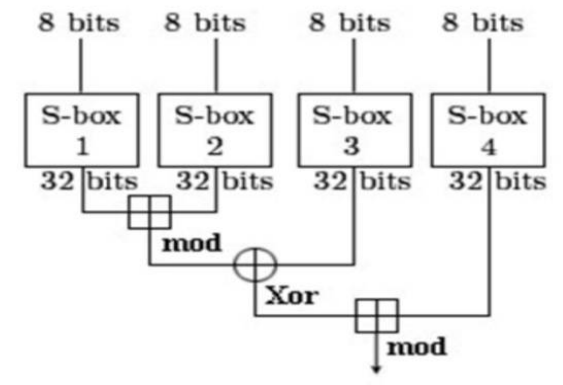 8 bits 8 bits 8 bits 8 bits
S-box S-box S-box S-box
1 2 3 4
32 bits 32 bits 32 bits 32 bits
mod
Xor
mod